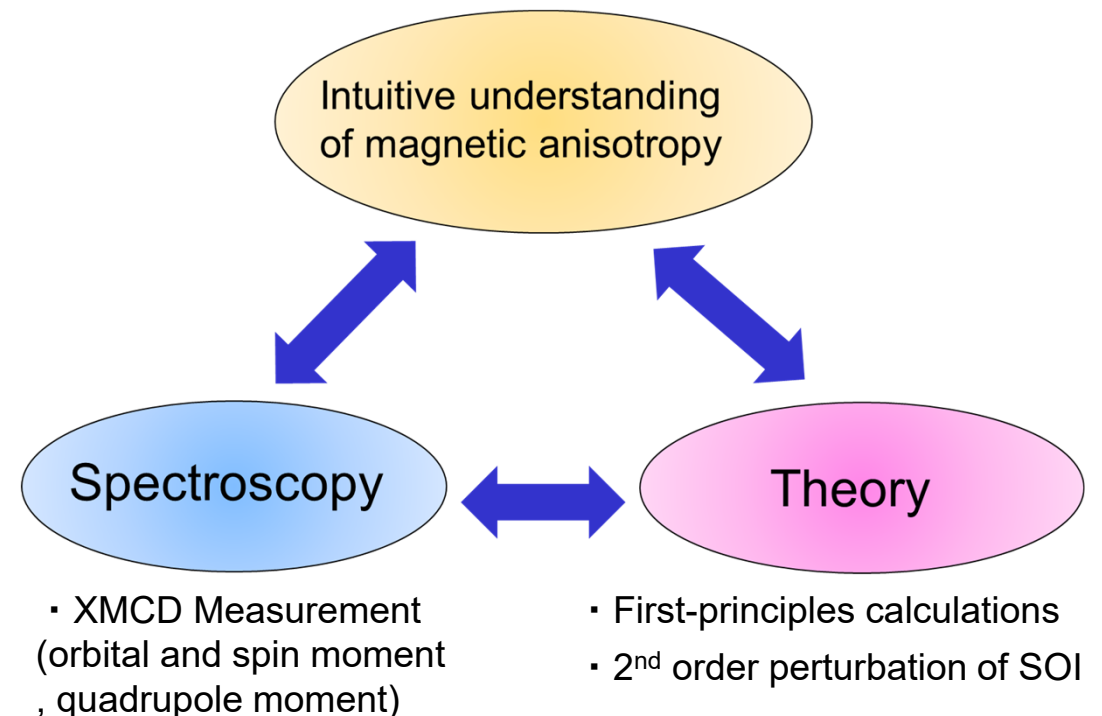 Intuitive understanding
of magnetic anisotropy
Spectroscopy
Theory
・XMCD Measurement
(orbital and spin moment
, quadrupole moment)
・First-principles calculations
・2nd order perturbation of SOI